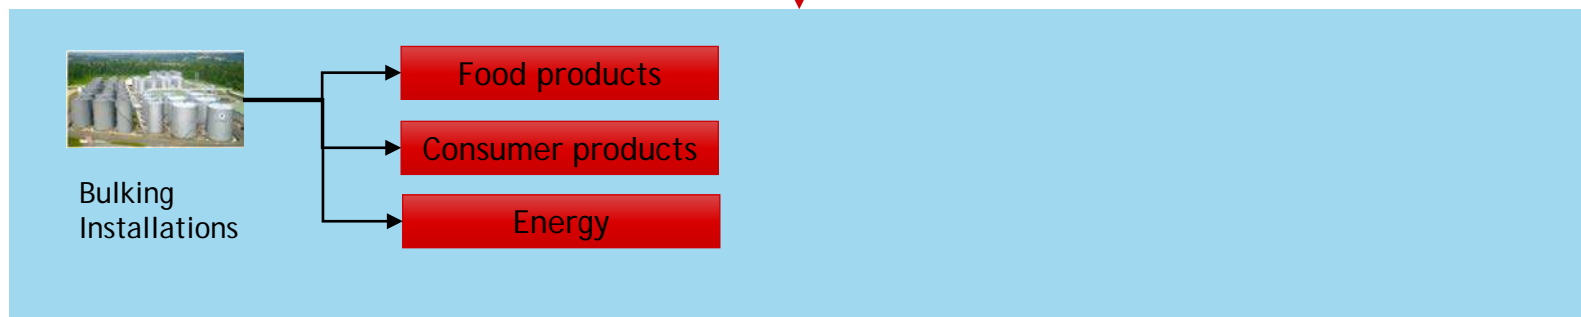 Food products
Consumer products
Bulking
Installations
Energy